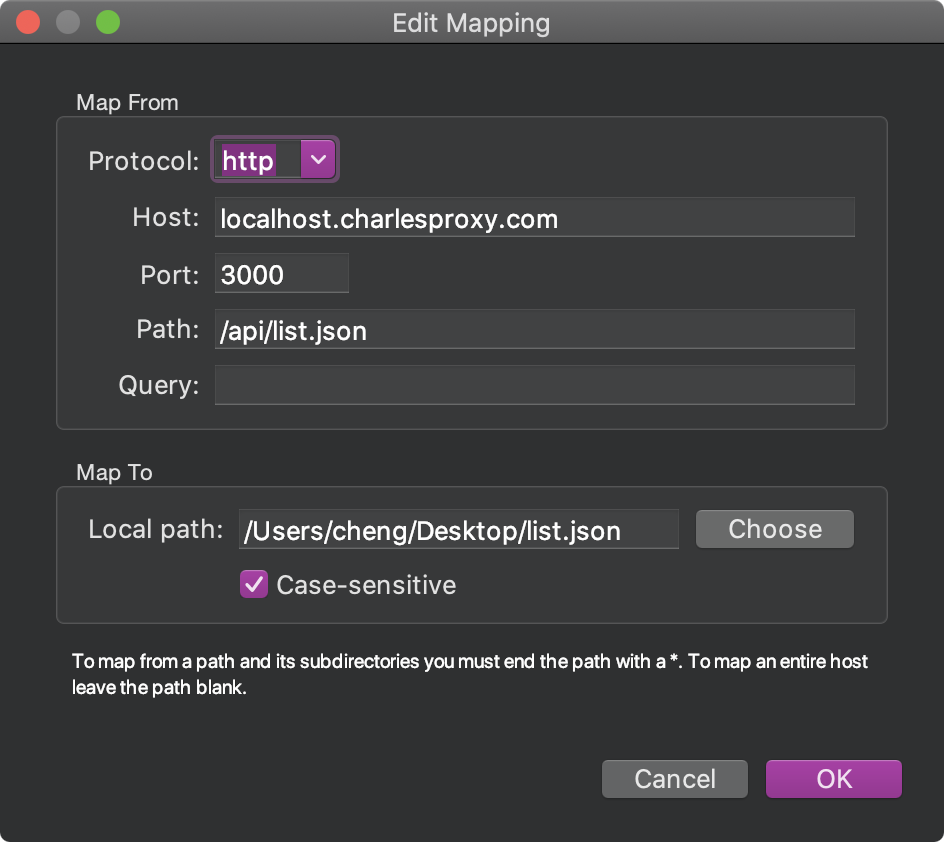 Edit Mapping
Map From
Protocol: http
Host: localhost.charlesproxy.com
Port: 3000
Path: /api/list.json
Query:
Map To
Local path: /Users/cheng/Desktop/list.json Choose
Case-sensitive
To map from a path and its subdirectories you must end the path with a *. To map an entire host
leave the path blank.
Cancel OK